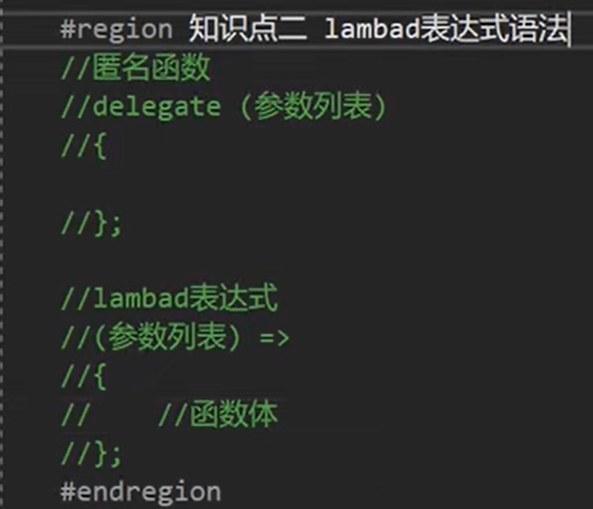 #region 知识点二 lambad表达式语法
//匿名函数
//delegate (参数列表)
//{
//};
//lambad表达式
//(参数列表) =>
//{
//    //函数体
//};
#endregion